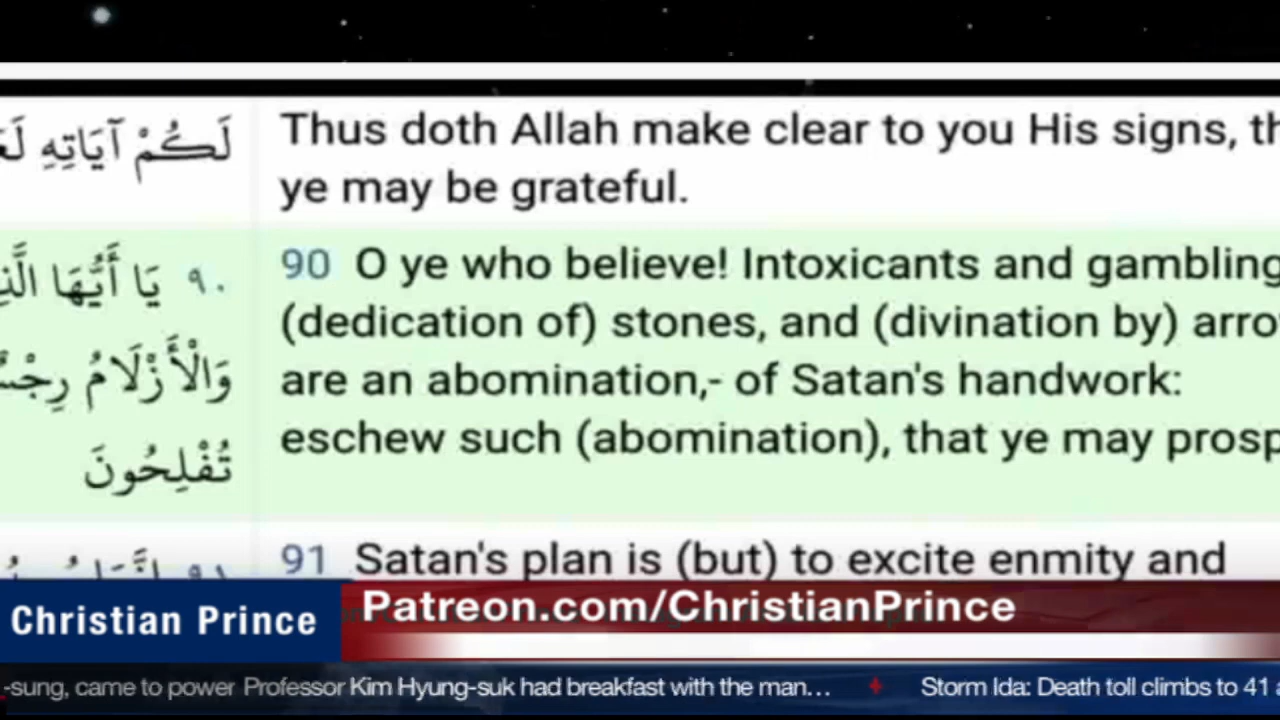 لَكُمْ آيَاتِهِ
Thus doth Allah make clear to you His signs,
ye may be grateful.
٩٠ يَا أَيُّهَا
90 O ye who believe! Intoxicants and gambling
(dedication of) stones, and (divination by)
وَالْأَزْلَامُ
are an abomination,- of Satan's handwork:
eschew such (abomination), that ye may
تُفْلِحُونَ
91 Satan's plan is (but) to excite enmity and
Christian Prince
Patreon.com/ChristianPrince
-sung, came to power Professor Kim Hyung-suk had breakfast with the man... Storm Ida: Death toll climbs to 41